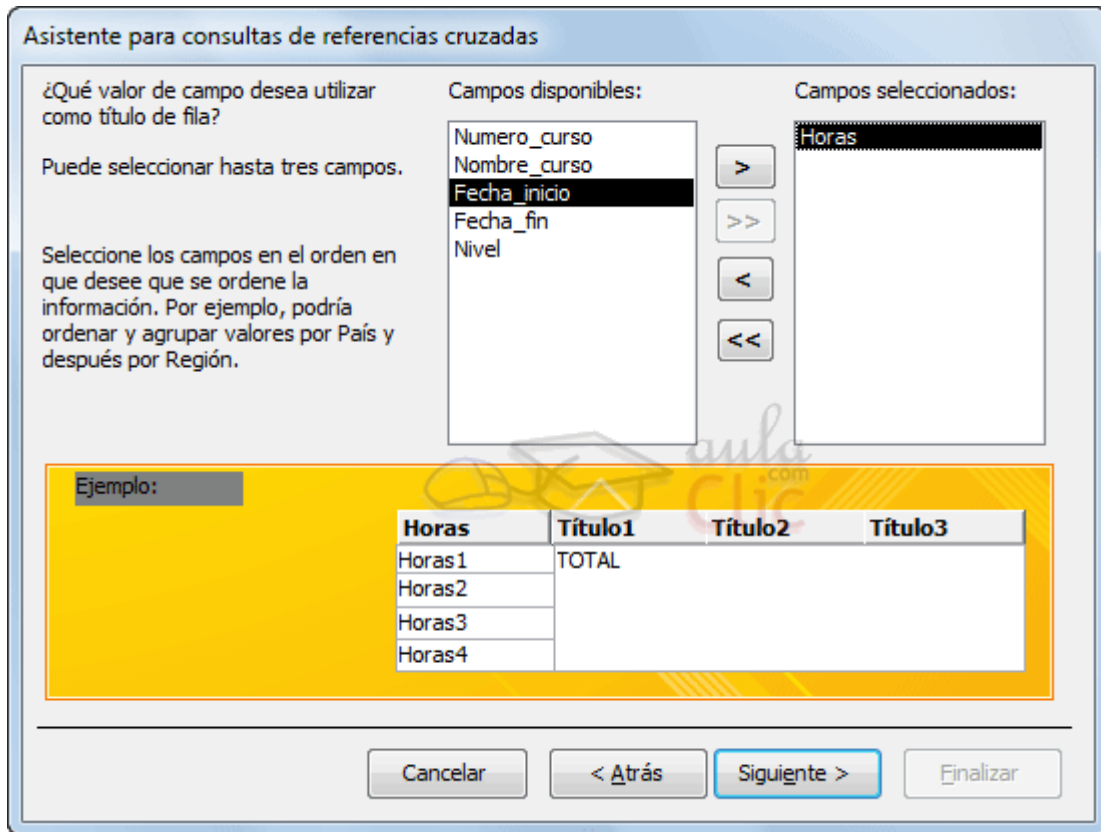 Asistente para consultas de referencias cruzadas
¿Qué valor de campo desea utilizar
como título de fila?
Puede seleccionar hasta tres campos.
Seleccione los campos en el orden en
que desee que se ordene la
información. Por ejemplo, podría
ordenar y agrupar valores por País y
después por Región.
Campos disponibles:
Numero_curso
Nombre_curso
Fecha_inicio
Fecha_fin
Nivel
>
>>
<
<<
Campos seleccionados:
Horas
aula
.com
Clic
Ejemplo:
Horas Título1 Título2 Título3
Horas1 TOTAL
Horas2
Horas3
Horas4
Cancelar < Atrás Siguiente > Finalizar